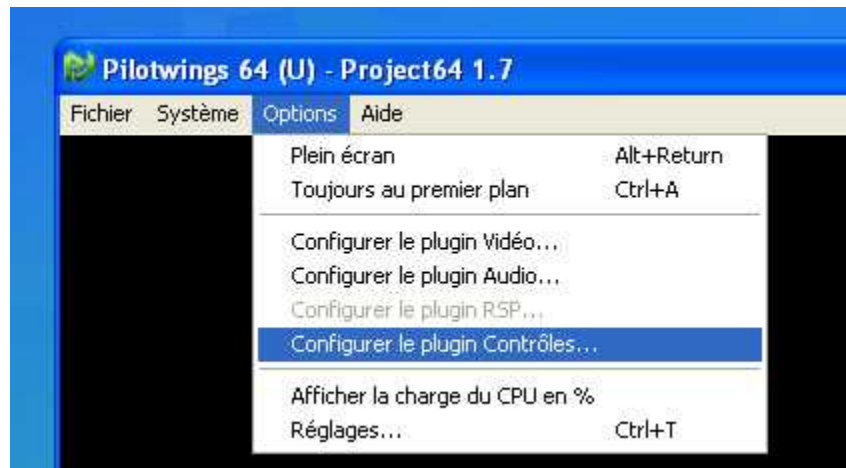 Pilotwings 64 (U) - Project64 1.7
Fichier Système Options Aide
Plein écran Alt+Return
Toujours au premier plan Ctrl+A
Configurer le plugin Vidéo...
Configurer le plugin Audio...
Configurer le plugin RSP...
Configurer le plugin Contrôles...
Afficher la charge du CPU en %
Réglages... Ctrl+T